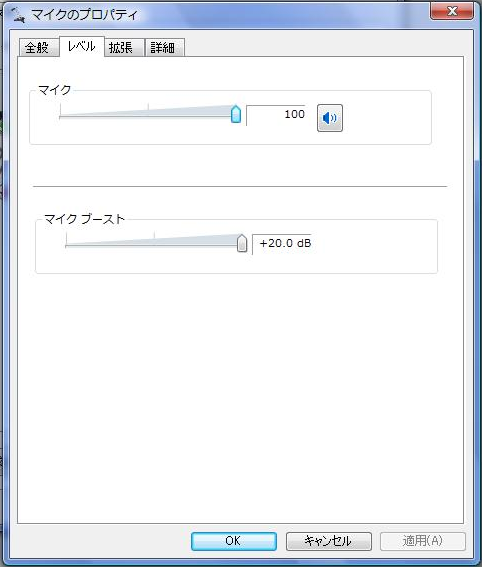 マイクのプロパティ
全般 レベル 拡張 詳細
マイク
100
マイク ブースト
+20.0 dB
OK キャンセル 適用(A)